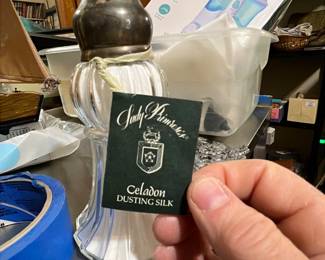 Lady Primrose's
Celadon
DUSTING SILK